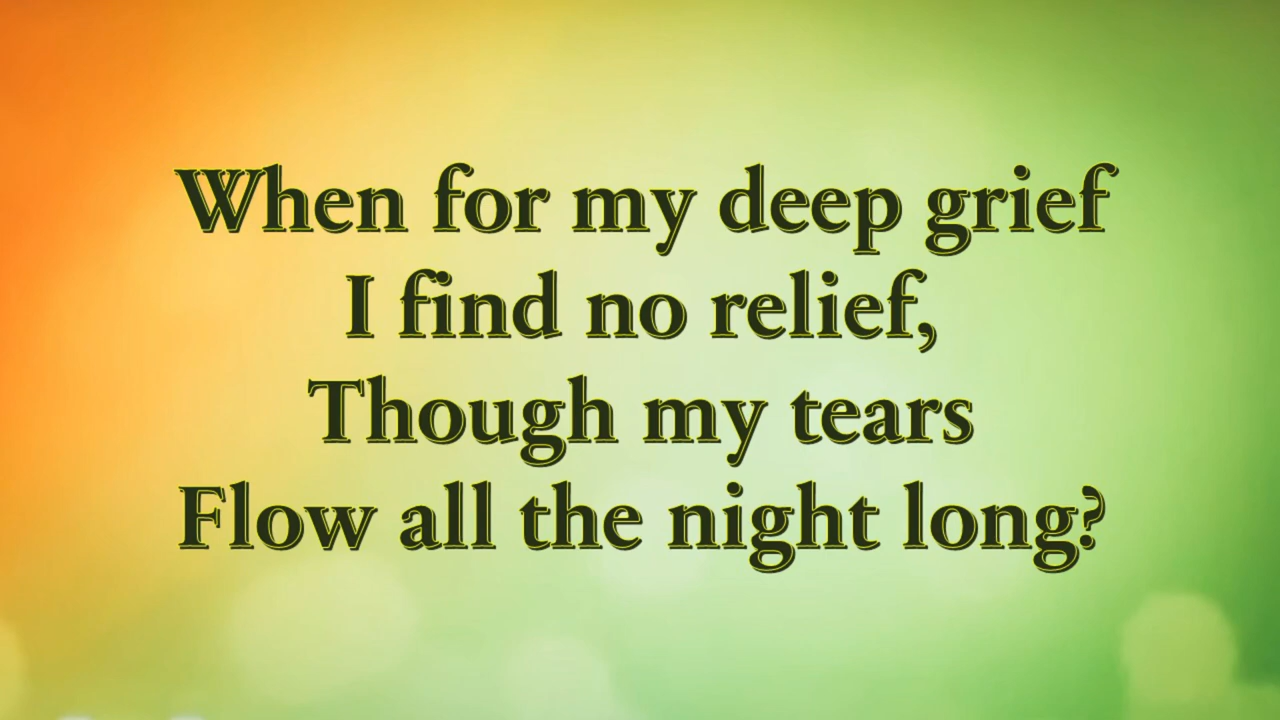 When for my deep grief
I find no relief,
Though my tears
Flow all the night long?